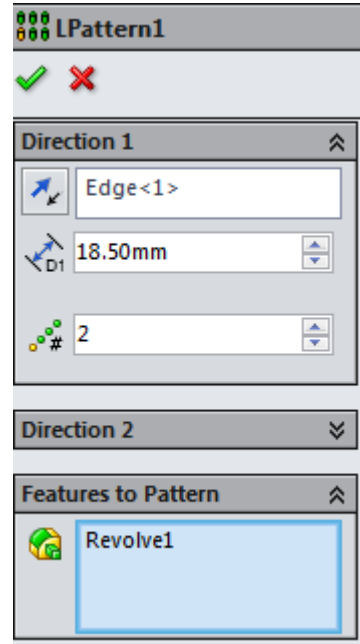 LPattern1
Direction 1
Edge<1>
D1
18.50mm
#
2
Direction 2
Features to Pattern
Revolve1